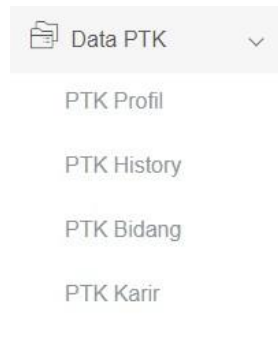 Data PTK
PTK Profil
PTK History
PTK Bidang
PTK Karir